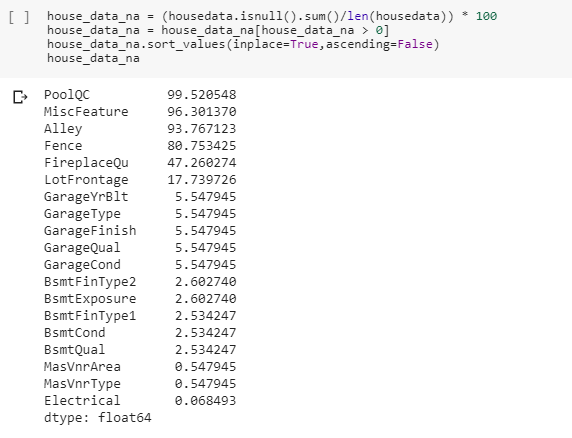 [ ] house_data_na = (housedata.isnull().sum()/len(housedata)) * 100
house_data_na = house_data_na[house_data_na > 0]
house_data_na.sort_values(inplace=True,ascending=False)
house_data_na
PoolQC 99.520548
MiscFeature 96.301370
Alley 93.767123
Fence 80.753425
FireplaceQu 47.260274
LotFrontage 17.739726
GarageYrBlt 5.547945
GarageType 5.547945
GarageFinish 5.547945
GarageQual 5.547945
GarageCond 5.547945
BsmtFinType2 2.602740
BsmtExposure 2.602740
BsmtFinType1 2.534247
BsmtCond 2.534247
BsmtQual 2.534247
MasVnrArea 0.547945
MasVnrType 0.547945
Electrical 0.068493
dtype: float64